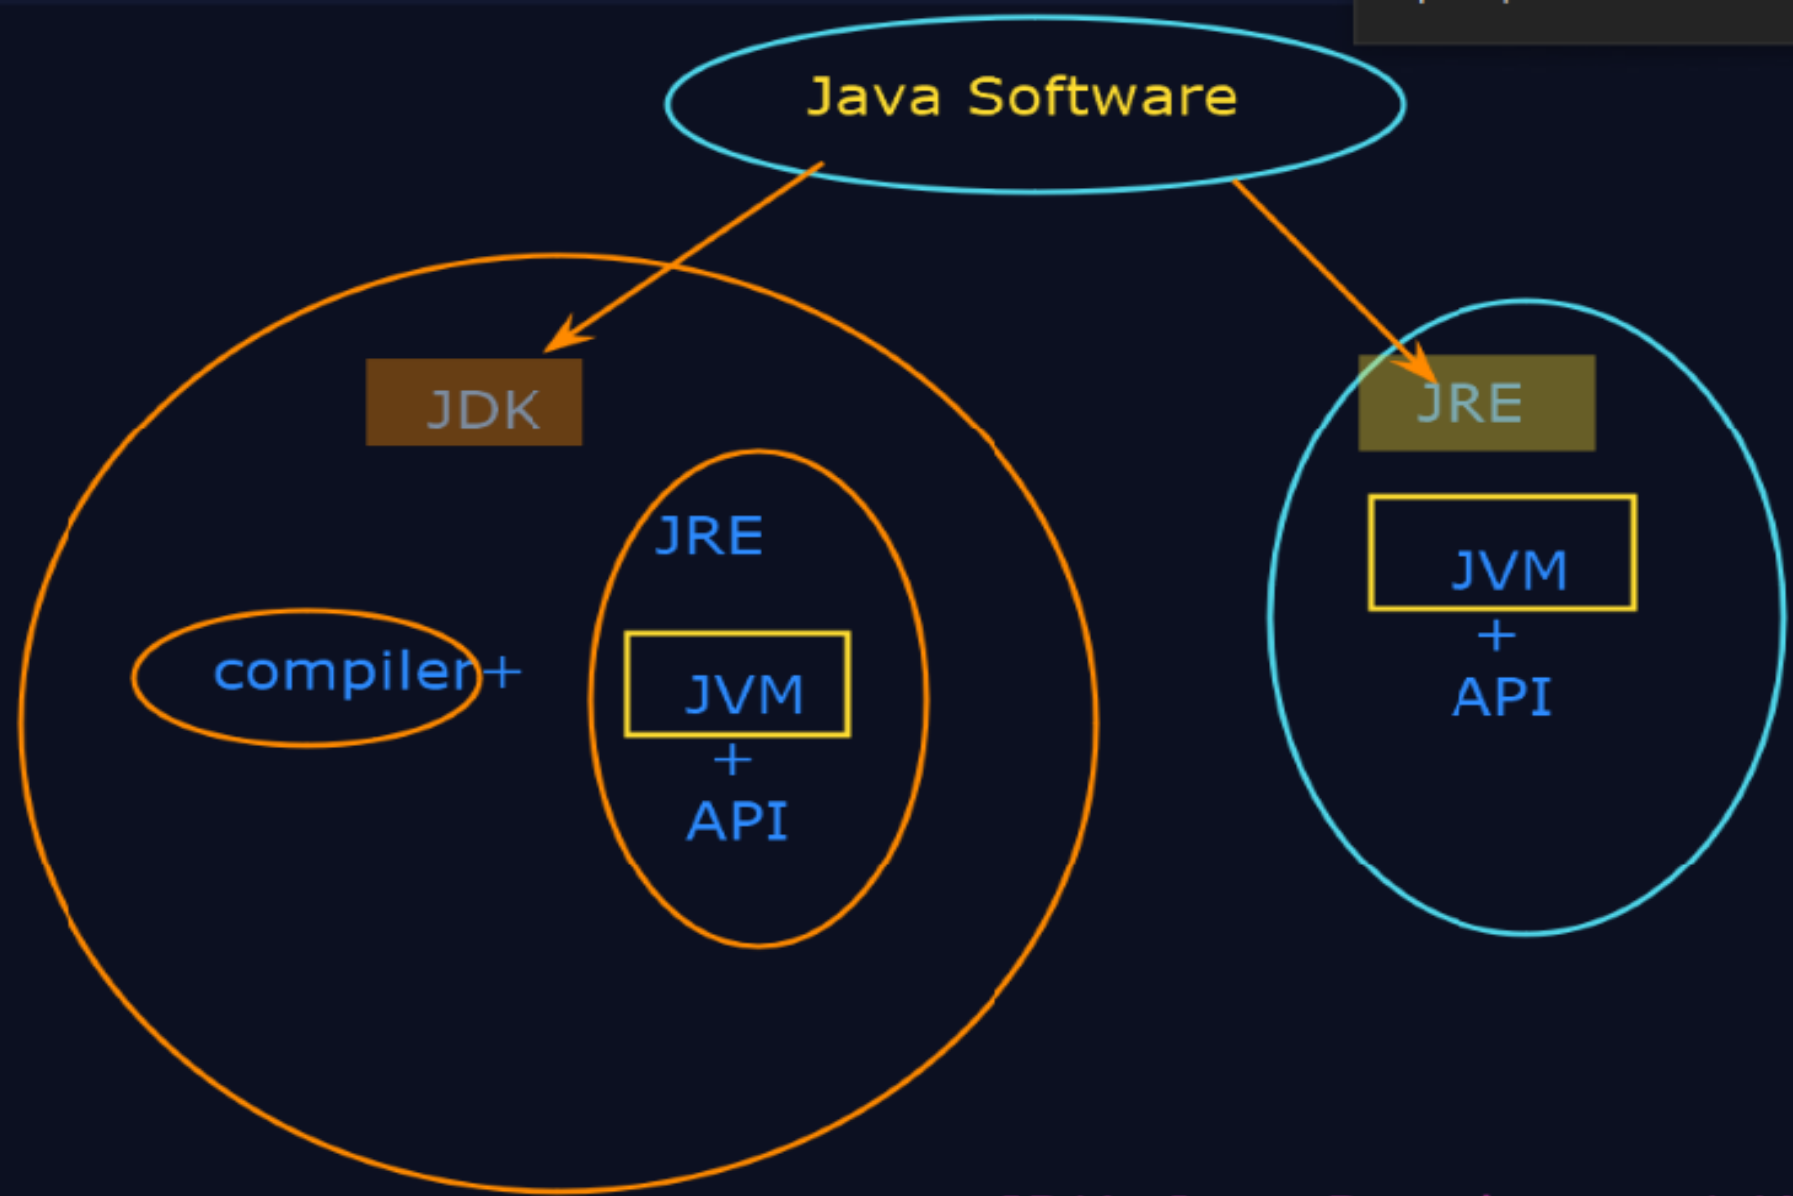 Java Software
JDK
JRE
compiler+
JVM
+
API
JRE
JVM
+
API